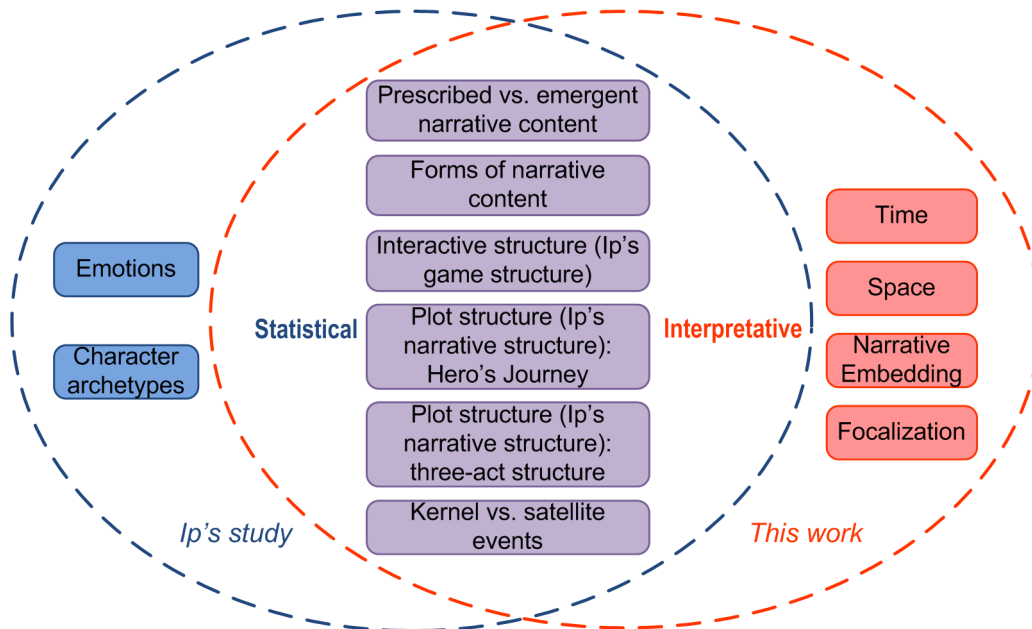 Prescribed vs. emergent
narrative content
Forms of narrative
content
Interactive structure (Ip's
game structure)
Plot structure (Ip's
narrative structure):
Hero's Journey
Plot structure (Ip's
narrative structure):
three-act structure
Kernel vs. satellite
events
Emotions
Character
archetypes
Statistical
Interpretative
Time
Space
Narrative
Embedding
Focalization
Ip's study
This work